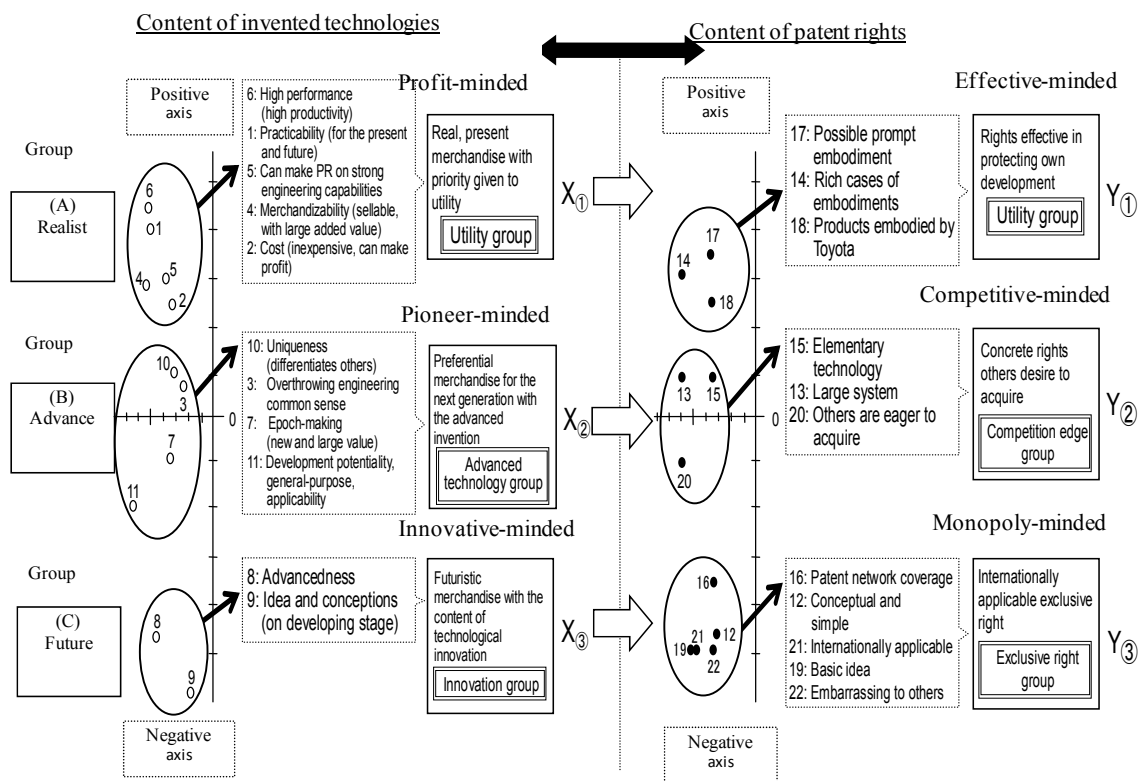 Content of invented technologies
Content of patent rights
Positive
axis
Group
(A)
Realist
6
1
5
4
2
6: High performance
(high productivity)
1: Practicability (for the present
and future)
5: Can make PR on strong
engineering capabilities
4: Merchandizability (sellable,
with large added value)
2: Cost (inexpensive, can make
profit)
Profit-minded
Real, present
merchandise with
priority given to
utility
Utility group
X①
Positive
axis
17
14
18
17: Possible prompt
embodiment
14: Rich cases of
embodiments
18: Products embodied by
Toyota
Effective-minded
Rights effective in
protecting own
development
Utility group
Y①
Group
(B)
Advance
10
3
7
11
0
10: Uniqueness
(differentiates others)
3: Overthrowing engineering
common sense
7: Epoch-making
(new and large value)
11: Development potentiality,
general-purpose,
applicability
Pioneer-minded
Preferential
merchandise for the
next generation with
the advanced
invention
Advanced
technology group
X②
13
15
20
0
15: Elementary
technology
13: Large system
20: Others are eager to
acquire
Competitive-minded
Concrete rights
others desire to
acquire
Competition edge
group
Y②
Group
(C)
Future
8
9
8: Advancedness
9: Idea and conceptions
(on developing stage)
Innovative-minded
Futuristic
merchandise with the
content of
technological
innovation
Innovation group
X③
16
21
12
19
22
16: Patent network coverage
12: Conceptual and
simple
21: Internationally applicable
19: Basic idea
22: Embarrassing to others
Monopoly-minded
Internationally
applicable exclusive
right
Exclusive right
group
Y③
Negative
axis
Negative
axis